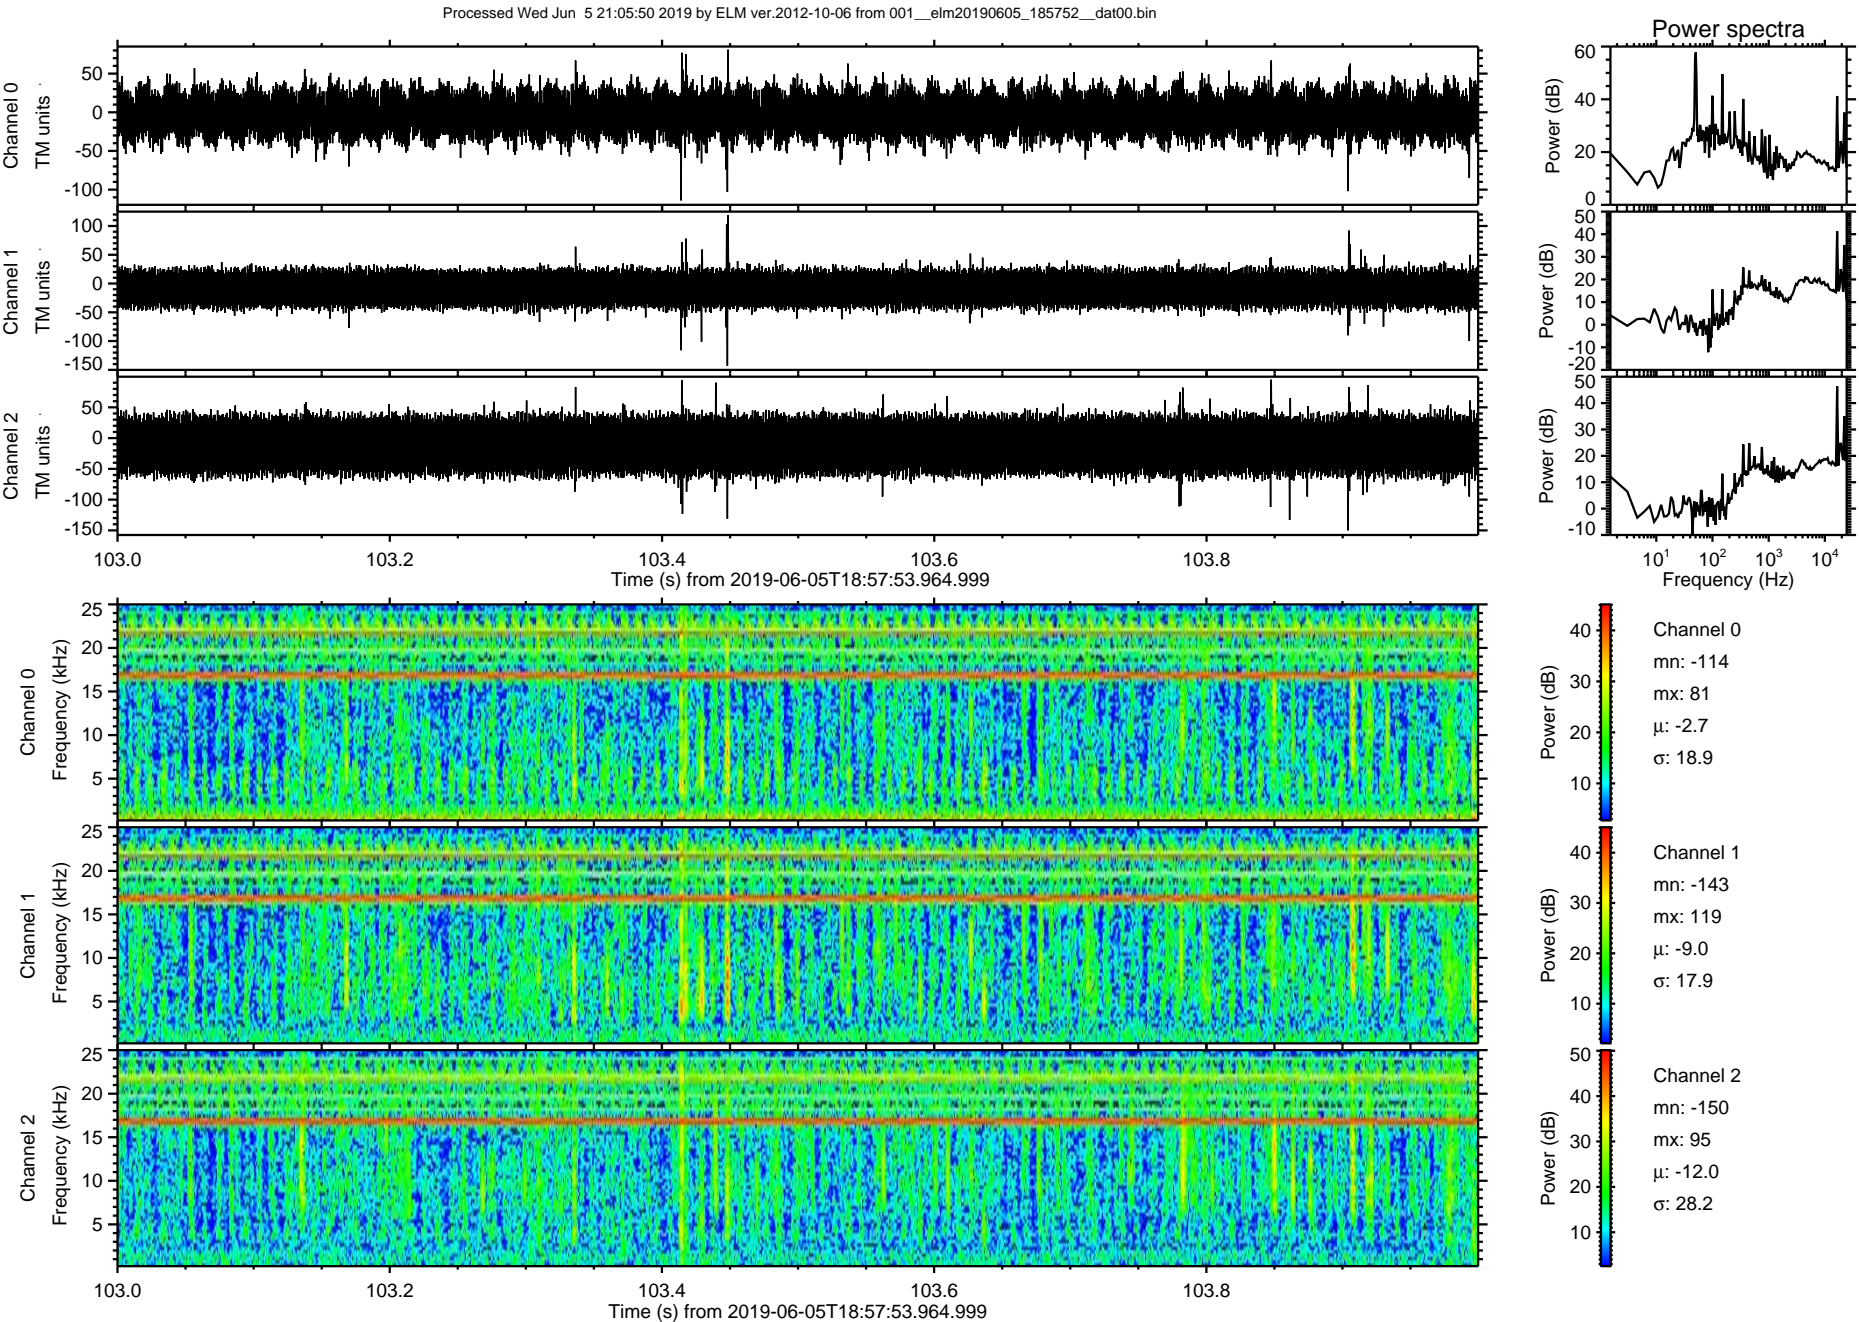 Processed Wed Jun  5 21:05:50 2019 by ELM ver.2012-10-06 from 001__elm20190605_185752__dat00.bin
Power spectra
Channel 0
TM units
50
0
-50
-100
Power (dB)
60
40
20
0
Channel 1
TM units
100
50
0
-50
-100
-150
Power (dB)
50
40
30
20
10
0
-10
-20
Channel 2
TM units
50
0
-50
-100
-150
Power (dB)
50
40
30
20
10
0
-10
103.0 103.2 103.4 103.6 103.8
Time (s) from 2019-06-05T18:57:53.964.999
10^1 10^2 10^3 10^4
Frequency (Hz)
Channel 0
Frequency (kHz)
25
20
15
10
5
Power (dB)
40
30
20
10
Channel 0
mn: -114
mx: 81
μ: -2.7
σ: 18.9
Channel 1
Frequency (kHz)
25
20
15
10
5
Power (dB)
40
30
20
10
Channel 1
mn: -143
mx: 119
μ: -9.0
σ: 17.9
Channel 2
Frequency (kHz)
25
20
15
10
5
Power (dB)
50
40
30
20
10
Channel 2
mn: -150
mx: 95
μ: -12.0
σ: 28.2
103.0 103.2 103.4 103.6 103.8
Time (s) from 2019-06-05T18:57:53.964.999